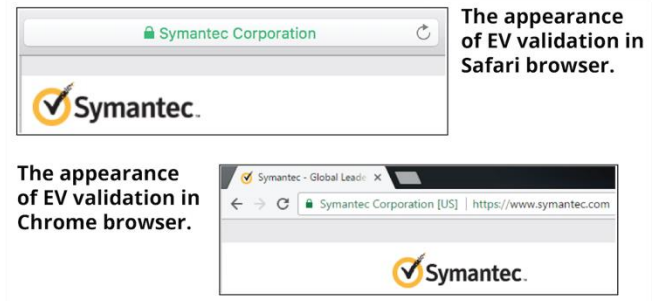 Symantec Corporation
Symantec.
The appearance
of EV validation in
Safari browser.
The appearance
of EV validation in
Chrome browser.
Symantec - Global Leade
Symantec Corporation [US] | https://www.symantec.com
Symantec.